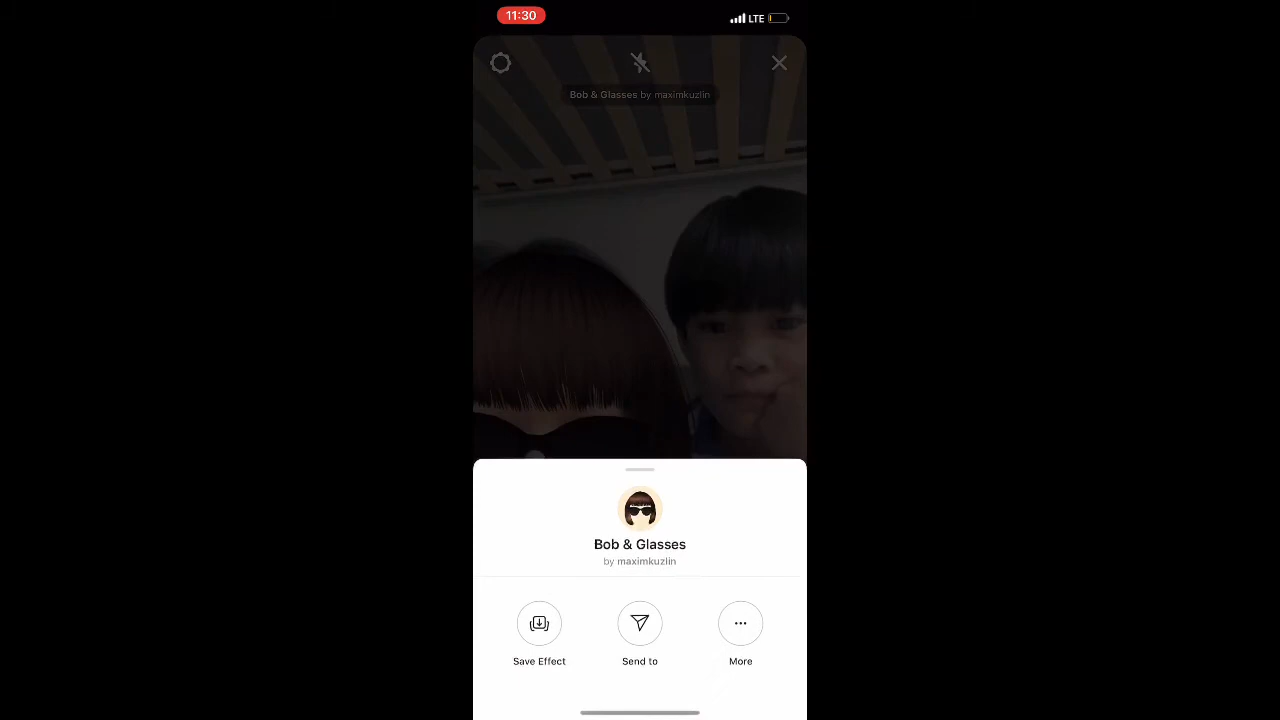 11:30
LTE
Bob & Glasses by maximkuzlin
Bob & Glasses
by maximkuzlin
Save Effect
Send to
More